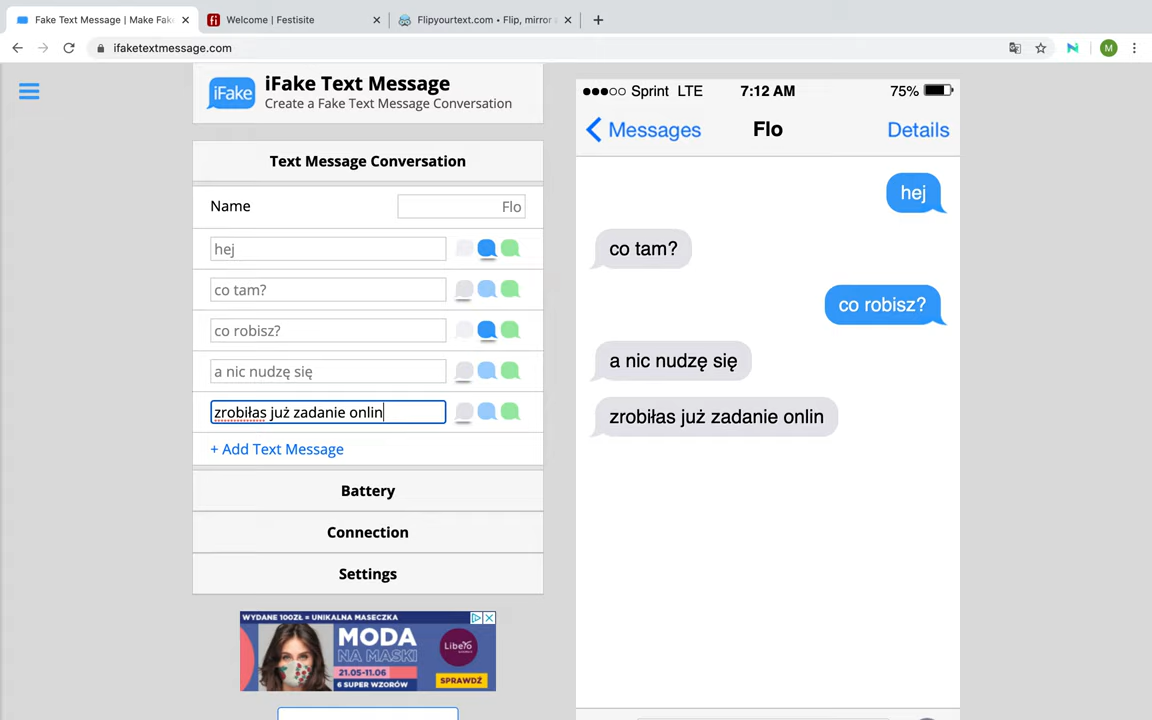 Fake Text Message | Make Fak
Welcome | Festisite
Flipyourtext.com • Flip, mirror
ifaketextmessage.com
M
iFake
iFake Text Message
Create a Fake Text Message Conversation
Text Message Conversation
Name
Flo
hej
co tam?
co robisz?
a nic nudzę się
zrobiłas już zadanie onlin
+ Add Text Message
Battery
Connection
Settings
WYDANE 100ZŁ = UNIKALNA MASECZKA
MODA
NA MASKI
21.05-11.06
6 SUPER WZORÓW
Libero
SPRAWDŹ
Sprint LTE
7:12 AM
75%
Messages
Flo
Details
hej
co tam?
co robisz?
a nic nudzę się
zrobiłas już zadanie onlin